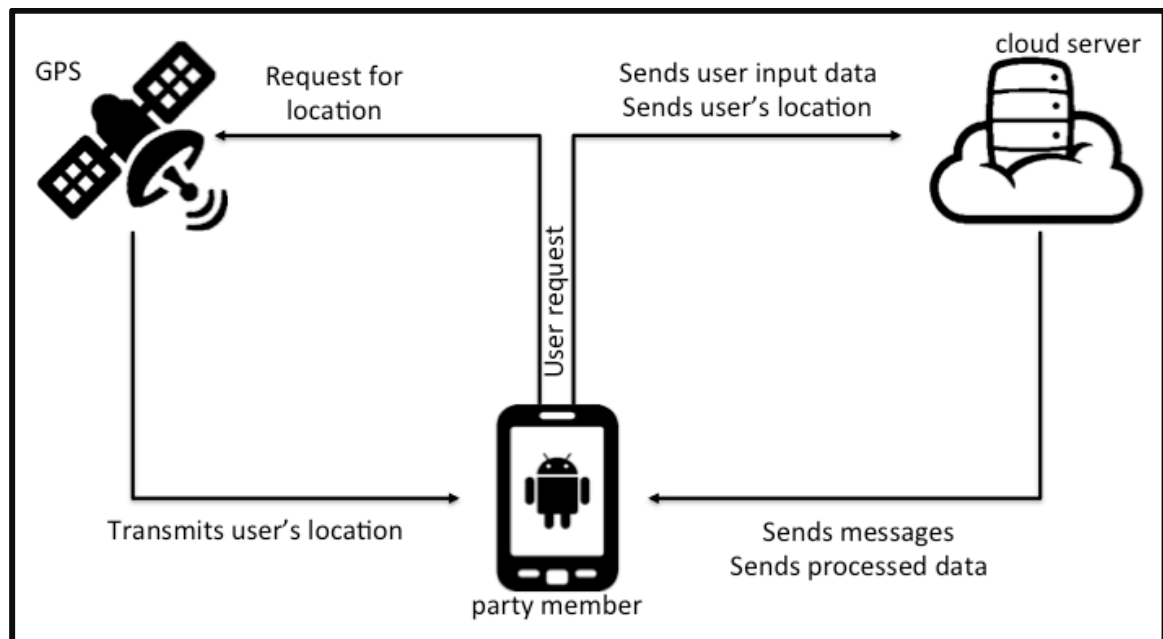 GPS
Request for
location
Sends user input data
Sends user’s location
cloud server
User request
Transmits user’s location
Sends messages
Sends processed data
party member